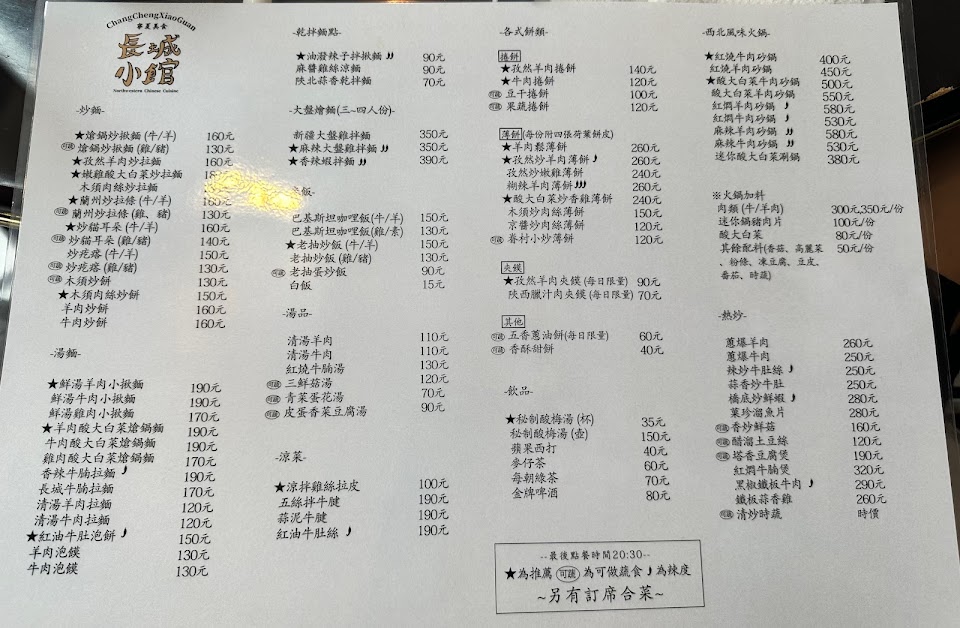 ChangChengXiaoGuan
寧夏美食
長城
小館
Northwestern Chinese Cuisine
-炒麵-
★熗鍋炒揪麵(牛/羊) 160元
可蔬 熗鍋炒揪麵(雞/豬) 130元
★孜然羊肉炒拉麵 160元
★嫩雞酸大白菜炒拉麵
木須肉絲炒拉麵
★蘭州炒拉條(牛/羊) 160元
可蔬 蘭州炒拉條(雞、豬) 130元
★炒貓耳朵(牛/羊) 160元
可蔬 炒貓耳朵(雞/豬) 140元
炒疙瘩(牛/羊) 150元
可蔬 炒疙瘩(雞/豬) 130元
可蔬 木須炒餅 130元
★木須肉絲炒餅 150元
羊肉炒餅 160元
牛肉炒餅 160元
-湯麵-
★鮮湯羊肉小揪麵 190元
鮮湯牛肉小揪麵 190元
鮮湯雞肉小揪麵 170元
★羊肉酸大白菜熗鍋麵 190元
牛肉酸大白菜熗鍋麵 190元
雞肉酸大白菜熗鍋麵 170元
香辣牛腩拉麵 190元
長城牛腩拉麵 170元
清湯羊肉拉麵 120元
清湯牛肉拉麵 120元
★紅油牛肚泡餅 150元
羊肉泡饃 130元
牛肉泡饃 130元
-乾拌麵點-
★油潑辣子拌揪麵 90元
麻醬雞絲涼麵 90元
陝北蒜香乾拌麵 70元
-大盤燴麵(三~四人份)-
新疆大盤雞拌麵 350元
★麻辣大盤雞拌麵 350元
★香辣蝦拌麵 390元
飯-
巴基斯坦咖哩飯(牛/羊) 150元
巴基斯坦咖哩飯(雞/素) 130元
★老抽炒飯(牛/羊) 150元
老抽炒飯(雞/豬) 130元
可蔬 老抽蛋炒飯 90元
白飯 15元
-湯品-
清湯羊肉 110元
清湯牛肉 110元
紅燒牛腩湯 130元
可蔬 三鮮菇湯 120元
可蔬 青菜蛋花湯 70元
可蔬 皮蛋香菜豆腐湯 90元
-涼菜-
★涼拌雞絲拉皮 100元
五絲拌牛腱 190元
蒜泥牛腱 190元
★紅油牛肚絲 190元
-各式餅類-
捲餅
★孜然羊肉捲餅 140元
★牛肉捲餅 120元
可蔬 豆干捲餅 100元
可蔬 果蔬捲餅 120元
薄餅(每份附四張荷葉餅皮)
★羊肉鬆薄餅 260元
★孜然炒羊肉薄餅 260元
孜然炒嫩雞薄餅 240元
糊辣羊肉薄餅 260元
★酸大白菜炒香雞薄餅 240元
木須炒肉絲薄餅 150元
京醬炒肉絲薄餅 120元
可蔬 眷村小炒薄餅 120元
夾饃
★孜然羊肉夾饃(每日限量) 90元
陝西臘汁肉夾饃(每日限量) 70元
其他
可蔬 五香蔥油餅(每日限量) 60元
可蔬 香酥甜餅 40元
-飲品-
★秘制酸梅湯(杯) 35元
秘制酸梅湯(壺) 150元
蘋果西打 40元
麥仔茶 60元
每朝綠茶 70元
金牌啤酒 80元
--最後點餐時間20:30--
★為推薦 可蔬 為可做蔬食 為辣度
~另有訂席合菜~
-西北風味火鍋-
★紅燒牛肉砂鍋 400元
紅燒羊肉砂鍋 450元
★酸大白菜牛肉砂鍋 500元
酸大白菜羊肉砂鍋 550元
紅燜羊肉砂鍋 580元
紅燜牛肉砂鍋 530元
麻辣羊肉砂鍋 580元
麻辣牛肉砂鍋 530元
迷你酸大白菜涮鍋 380元
※火鍋加料
肉類(牛/羊肉) 300元,350元/份
迷你鍋豬肉片 100元/份
酸大白菜 80元/份
其餘配料(香菇、高麗菜 50元/份
、粉條、凍豆腐、豆皮、
番茄、時蔬)
-熱炒-
蔥爆羊肉 260元
蔥爆牛肉 250元
辣炒牛肚絲 250元
蒜香炒牛肚 250元
橋底炒鮮蝦 280元
菓珍溜魚片 280元
可蔬 香炒鮮菇 160元
可蔬 醋溜土豆絲 120元
可蔬 塔香豆腐煲 190元
紅燜牛腩煲 320元
黑椒鐵板牛肉 290元
鐵板蒜香雞 260元
可蔬 清炒時蔬 時價